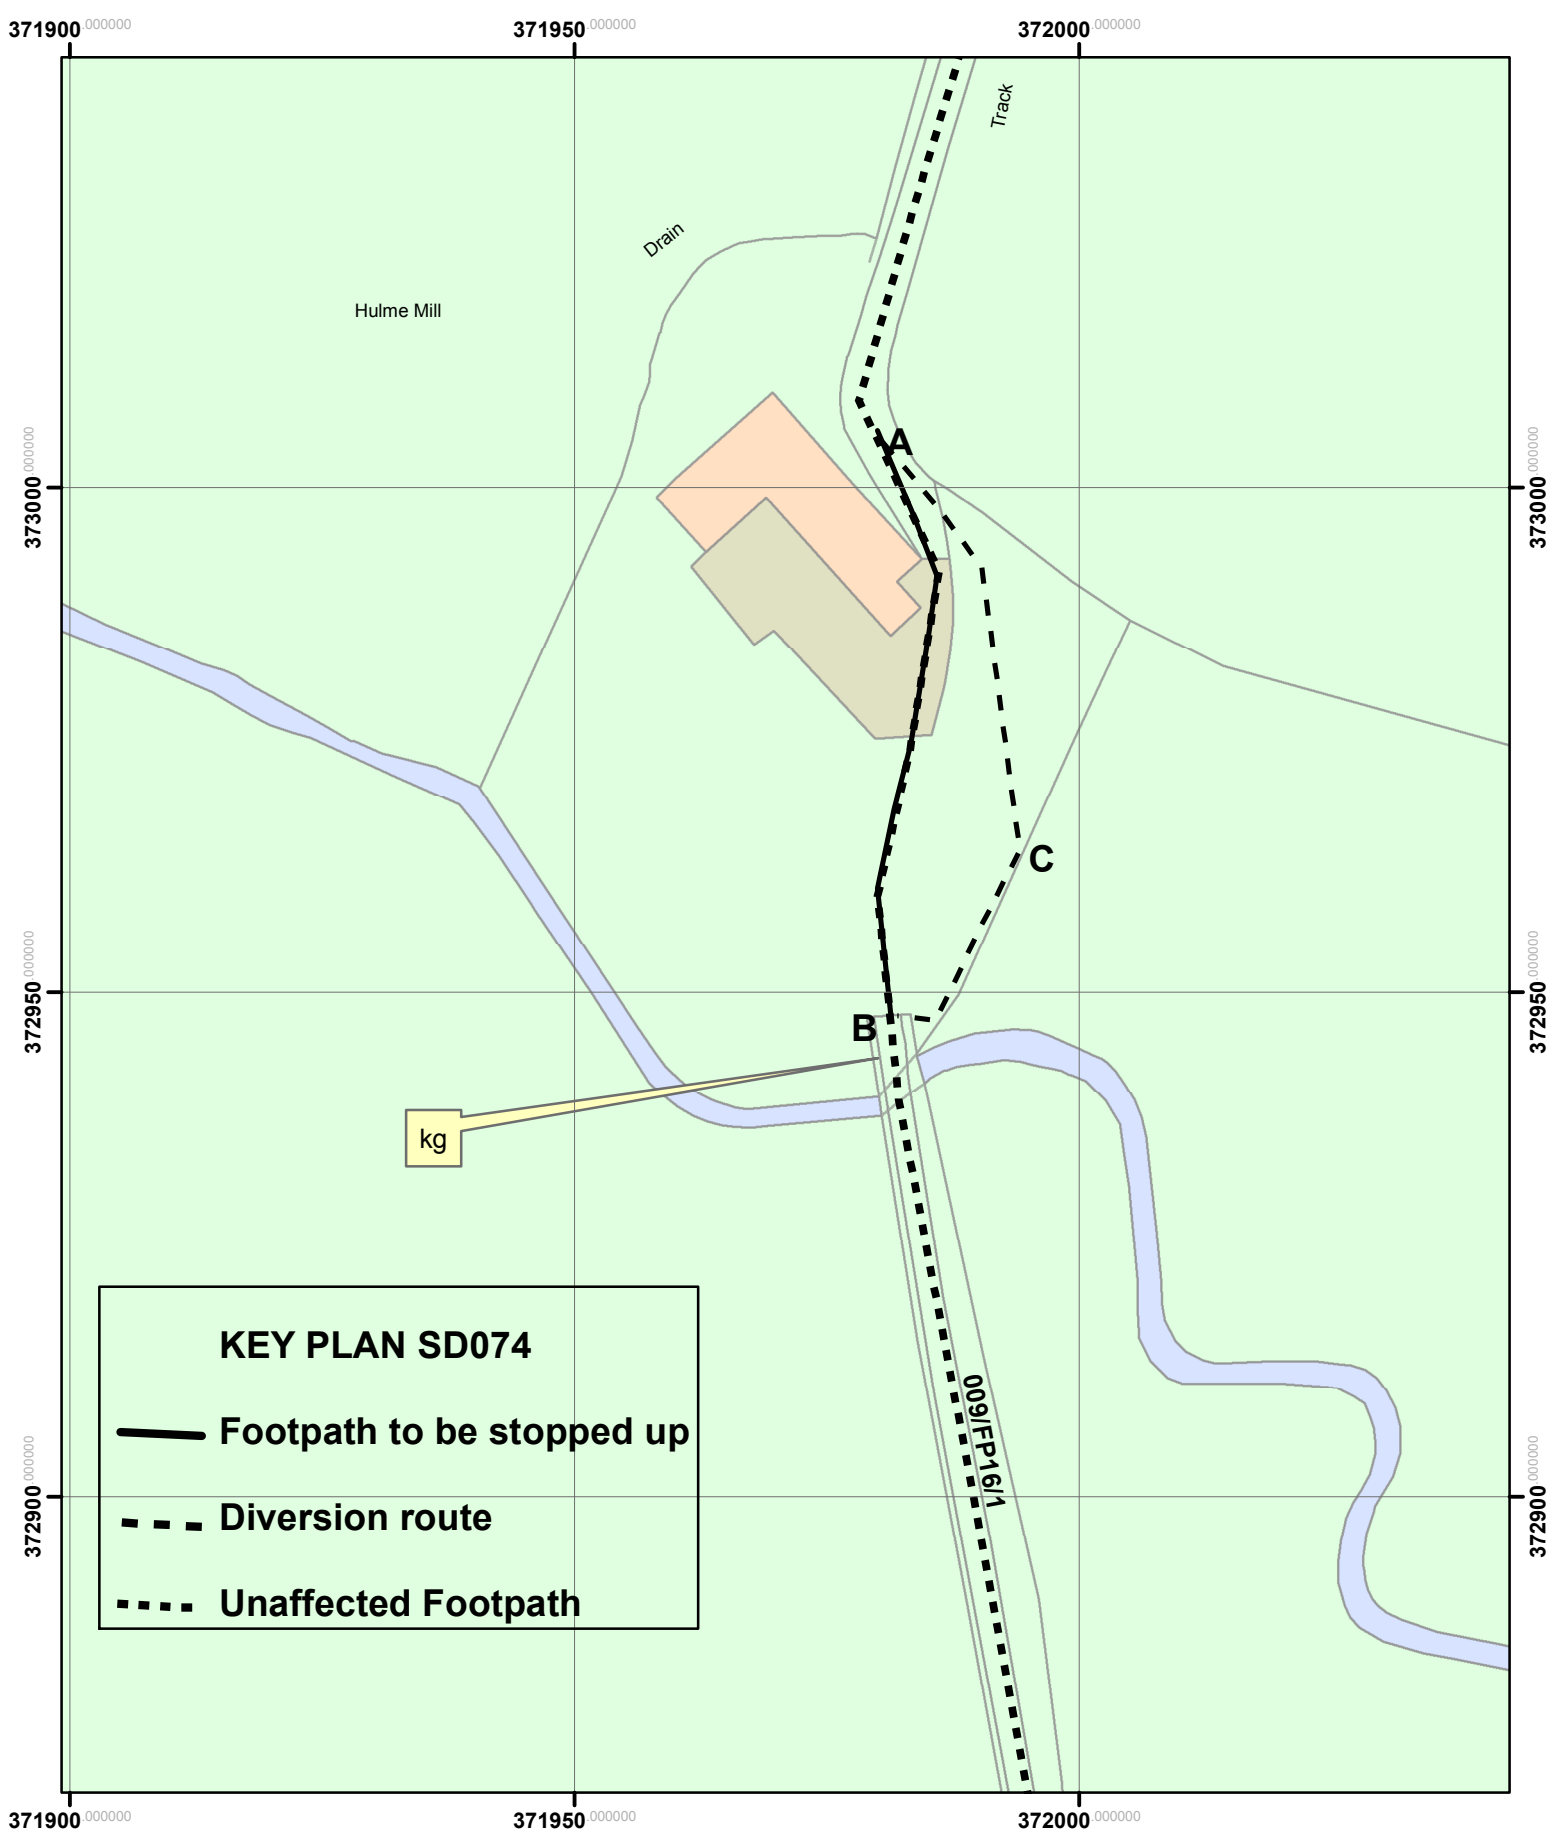 371900.000000 371950.000000 372000.000000
Track
Drain
Hulme Mill
A
373000.000000
373000.000000
C
372950.000000
372950.000000
B
kg
KEY PLAN SD074
Footpath to be stopped up
Diversion route
Unaffected Footpath
009/FP16/1
372900.000000
372900.000000
371900.000000 371950.000000 372000.000000